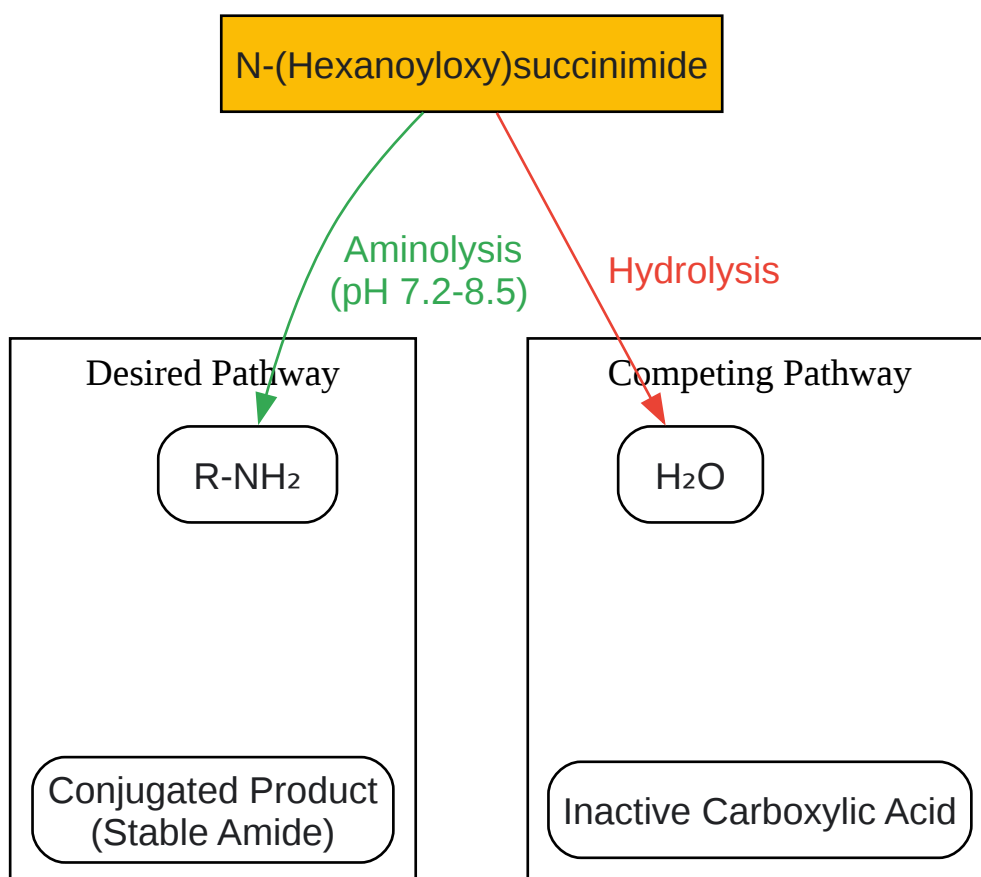 N-(Hexanoyloxy)succinimide
Aminolysis
(pH 7.2-8.5)
Hydrolysis
Desired Pathway
Competing Pathway
R-NH₂
H₂O
Conjugated Product
(Stable Amide)
Inactive Carboxylic Acid